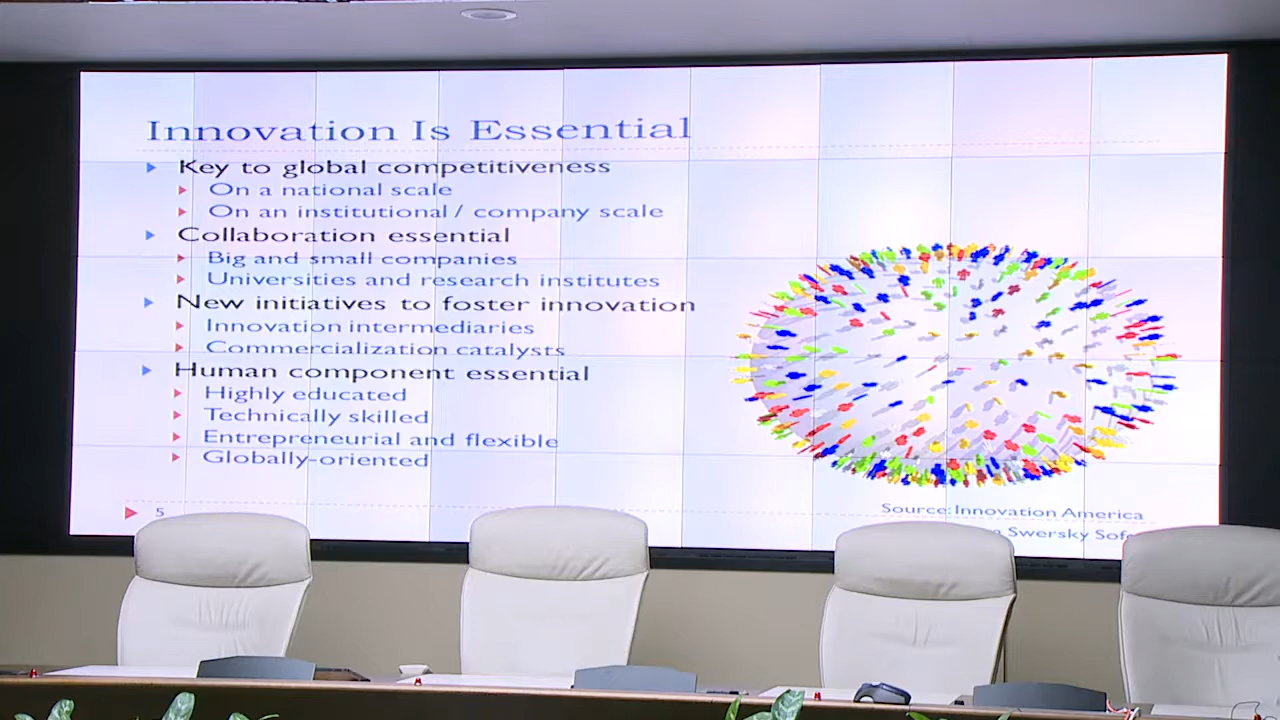 Innovation Is Essential
Key to global competitiveness
On a national scale
On an institutional / company scale
Collaboration essential
Big and small companies
Universities and research institutes
New initiatives to foster innovation
Innovation intermediaries
Commercialization catalysts
Human component essential
Highly educated
Technically skilled
Entrepreneurial and flexible
Globally-oriented
5
Source: Innovation America
Swersky